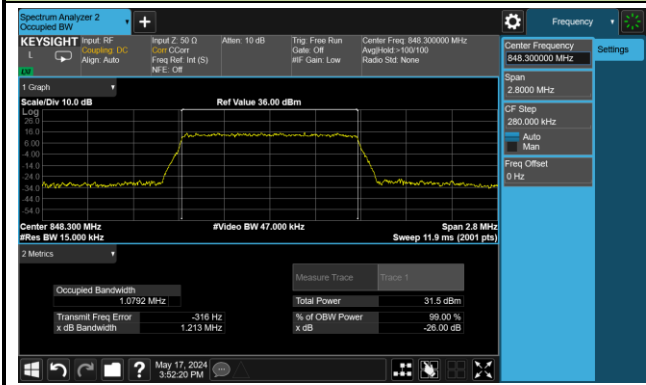 Spectrum Analyzer 2
Occupied BW
Frequency
KEYSIGHT
L
Input: RF
Coupling: DC
Align: Auto
Input Z: 50 Ω
Corr CCorr
Freq Ref: Int (S)
NFE: Off
Atten: 10 dB
Trig: Free Run
Gate: Off
#IF Gain: Low
Center Freq: 848.300000 MHz
Avg|Hold:>100/100
Radio Std: None
Center Frequency
848.300000 MHz
Settings
Span
2.8000 MHz
CF Step
280.000 kHz
Auto
Man
Freq Offset
0 Hz
1 Graph
Scale/Div 10.0 dB
Ref Value 36.00 dBm
Log
26.0
16.0
6.00
-4.00
-14.0
-24.0
-34.0
-44.0
-54.0
Center 848.300 MHz
#Video BW 47.000 kHz
Span 2.8 MHz
#Res BW 15.000 kHz
Sweep 11.9 ms (2001 pts)
2 Metrics
Measure Trace
Trace 1
Occupied Bandwidth
1.0792 MHz
Total Power
31.5 dBm
Transmit Freq Error
-316 Hz
% of OBW Power
99.00 %
x dB Bandwidth
1.213 MHz
x dB
-26.00 dB
?
May 17, 2024
3:52:20 PM